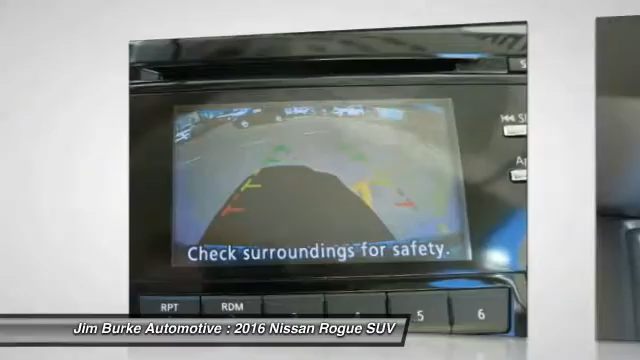 Check surroundings for safety.
RPT
RDM
5
6
Jim Burke Automotive : 2016 Nissan Rogue SUV